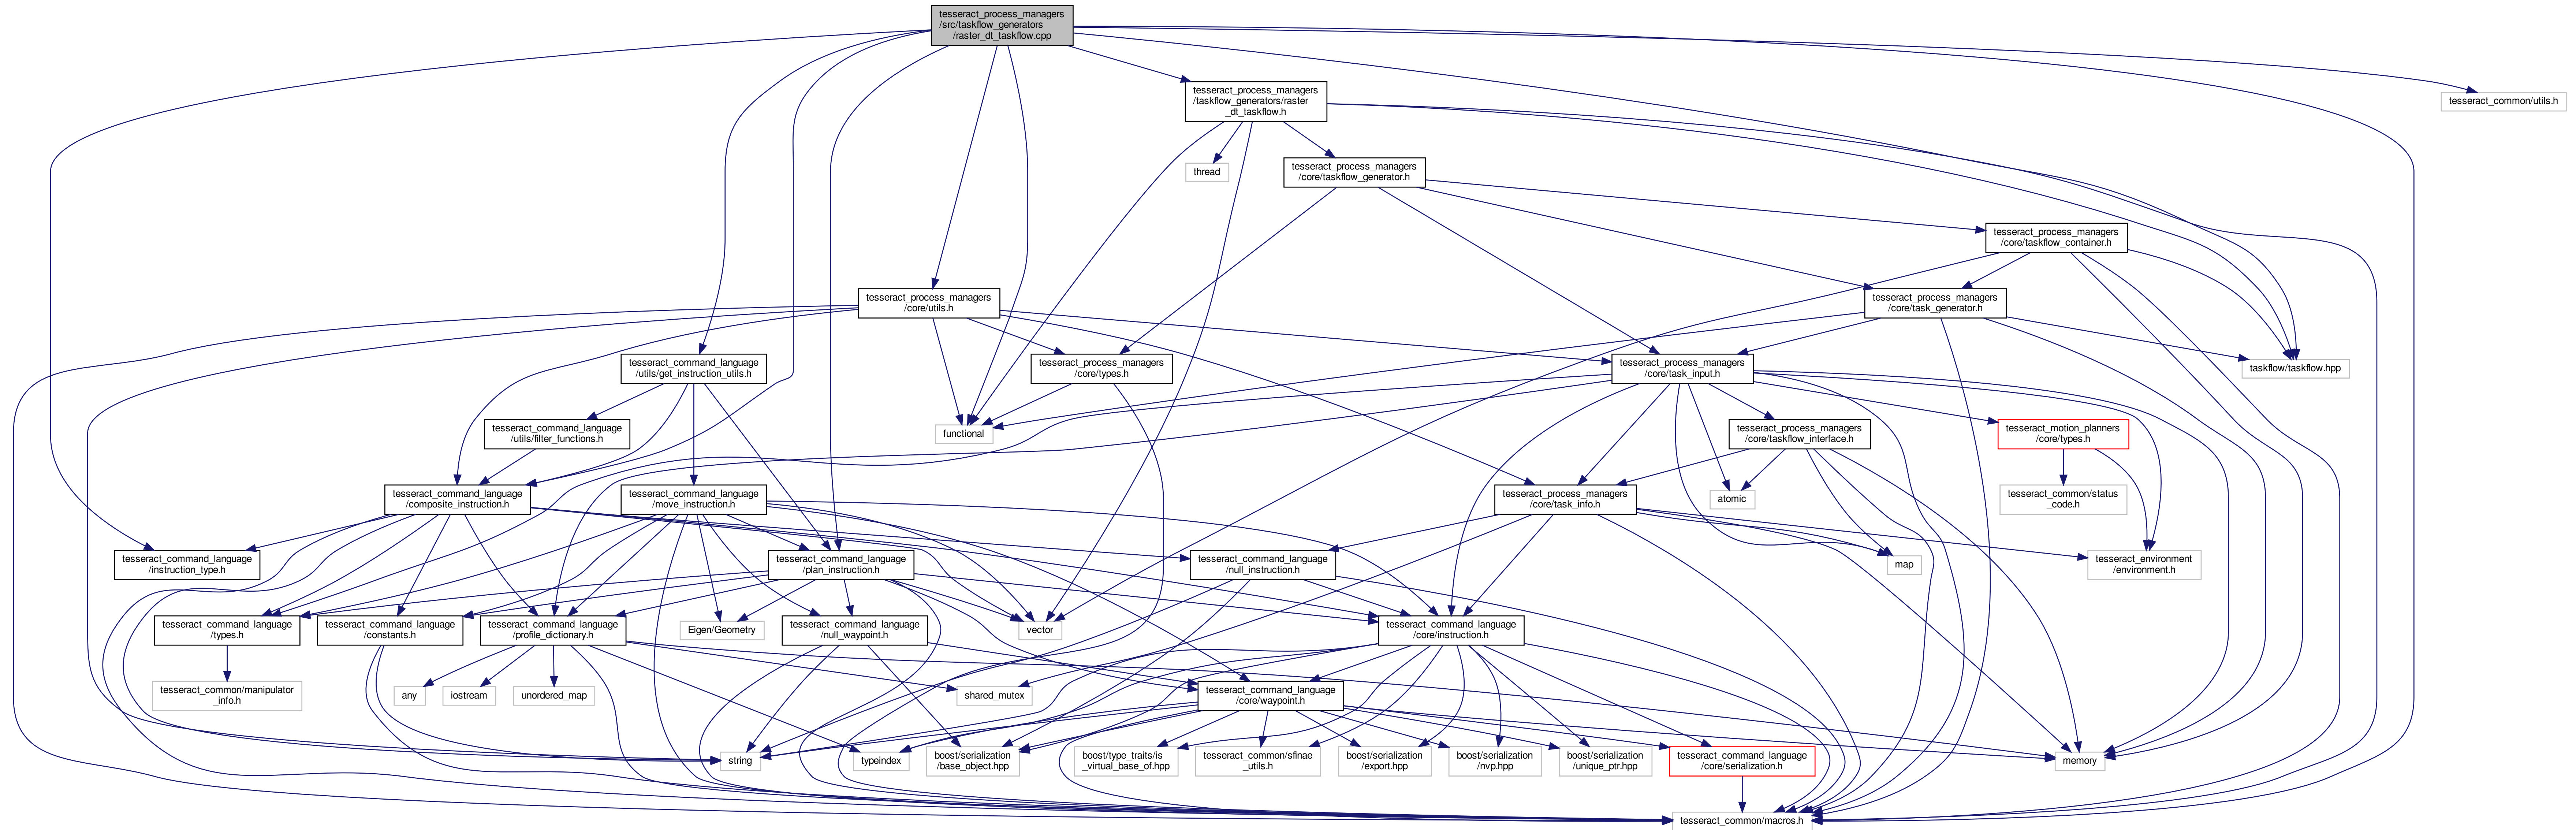 tesseract_process_managers
/src/taskflow_generators
/raster_dt_taskflow.cpp
tesseract_process_managers
/taskflow_generators/raster
_dt_taskflow.h
tesseract_common/utils.h
thread
tesseract_process_managers
/core/taskflow_generator.h
tesseract_process_managers
/core/taskflow_container.h
tesseract_process_managers
/core/utils.h
tesseract_process_managers
/core/task_generator.h
tesseract_command_language
/utils/get_instruction_utils.h
tesseract_process_managers
/core/types.h
tesseract_process_managers
/core/task_input.h
taskflow/taskflow.hpp
tesseract_command_language
/utils/filter_functions.h
functional
tesseract_process_managers
/core/taskflow_interface.h
tesseract_motion_planners
/core/types.h
tesseract_command_language
/composite_instruction.h
tesseract_command_language
/move_instruction.h
tesseract_process_managers
/core/task_info.h
atomic
tesseract_common/status
_code.h
tesseract_command_language
/instruction_type.h
tesseract_command_language
/plan_instruction.h
tesseract_command_language
/null_instruction.h
map
tesseract_environment
/environment.h
tesseract_command_language
/types.h
tesseract_command_language
/constants.h
tesseract_command_language
/profile_dictionary.h
Eigen/Geometry
tesseract_command_language
/null_waypoint.h
vector
tesseract_command_language
/core/instruction.h
tesseract_common/manipulator
_info.h
any
iostream
unordered_map
shared_mutex
tesseract_command_language
/core/waypoint.h
string
typeindex
boost/serialization
/base_object.hpp
boost/type_traits/is
_virtual_base_of.hpp
tesseract_common/sfinae
_utils.h
boost/serialization
/export.hpp
boost/serialization
/nvp.hpp
boost/serialization
/unique_ptr.hpp
tesseract_command_language
/core/serialization.h
memory
tesseract_common/macros.h